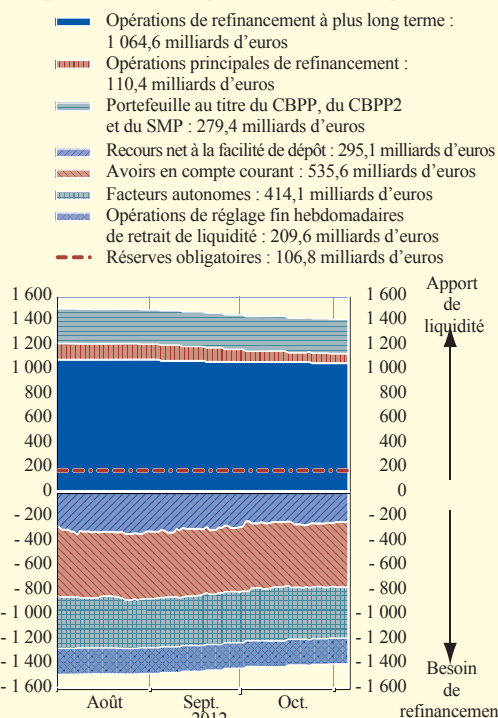 Opérations de refinancement à plus long terme :
1 064,6 milliards d’euros
Opérations principales de refinancement :
110,4 milliards d’euros
Portefeuille au titre du CBPP, du CBPP2
et du SMP : 279,4 milliards d’euros
Recours net à la facilité de dépôt : 295,1 milliards d’euros
Avoirs en compte courant : 535,6 milliards d’euros
Facteurs autonomes : 414,1 milliards d’euros
Opérations de réglage fin hebdomadaires
de retrait de liquidité : 209,6 milliards d’euros
Réserves obligatoires : 106,8 milliards d’euros
Apport
de
liquidité
1 600 1 600
1 400 1 400
1 200 1 200
1 000 1 000
800 800
600 600
400 400
200 200
0 0
- 200 - 200
- 400 - 400
- 600 - 600
- 800 - 800
- 1 000 - 1 000
- 1 200 - 1 200
- 1 400 - 1 400
- 1 600 - 1 600
Besoin
de
refinancement
Août Sept. Oct.
2012